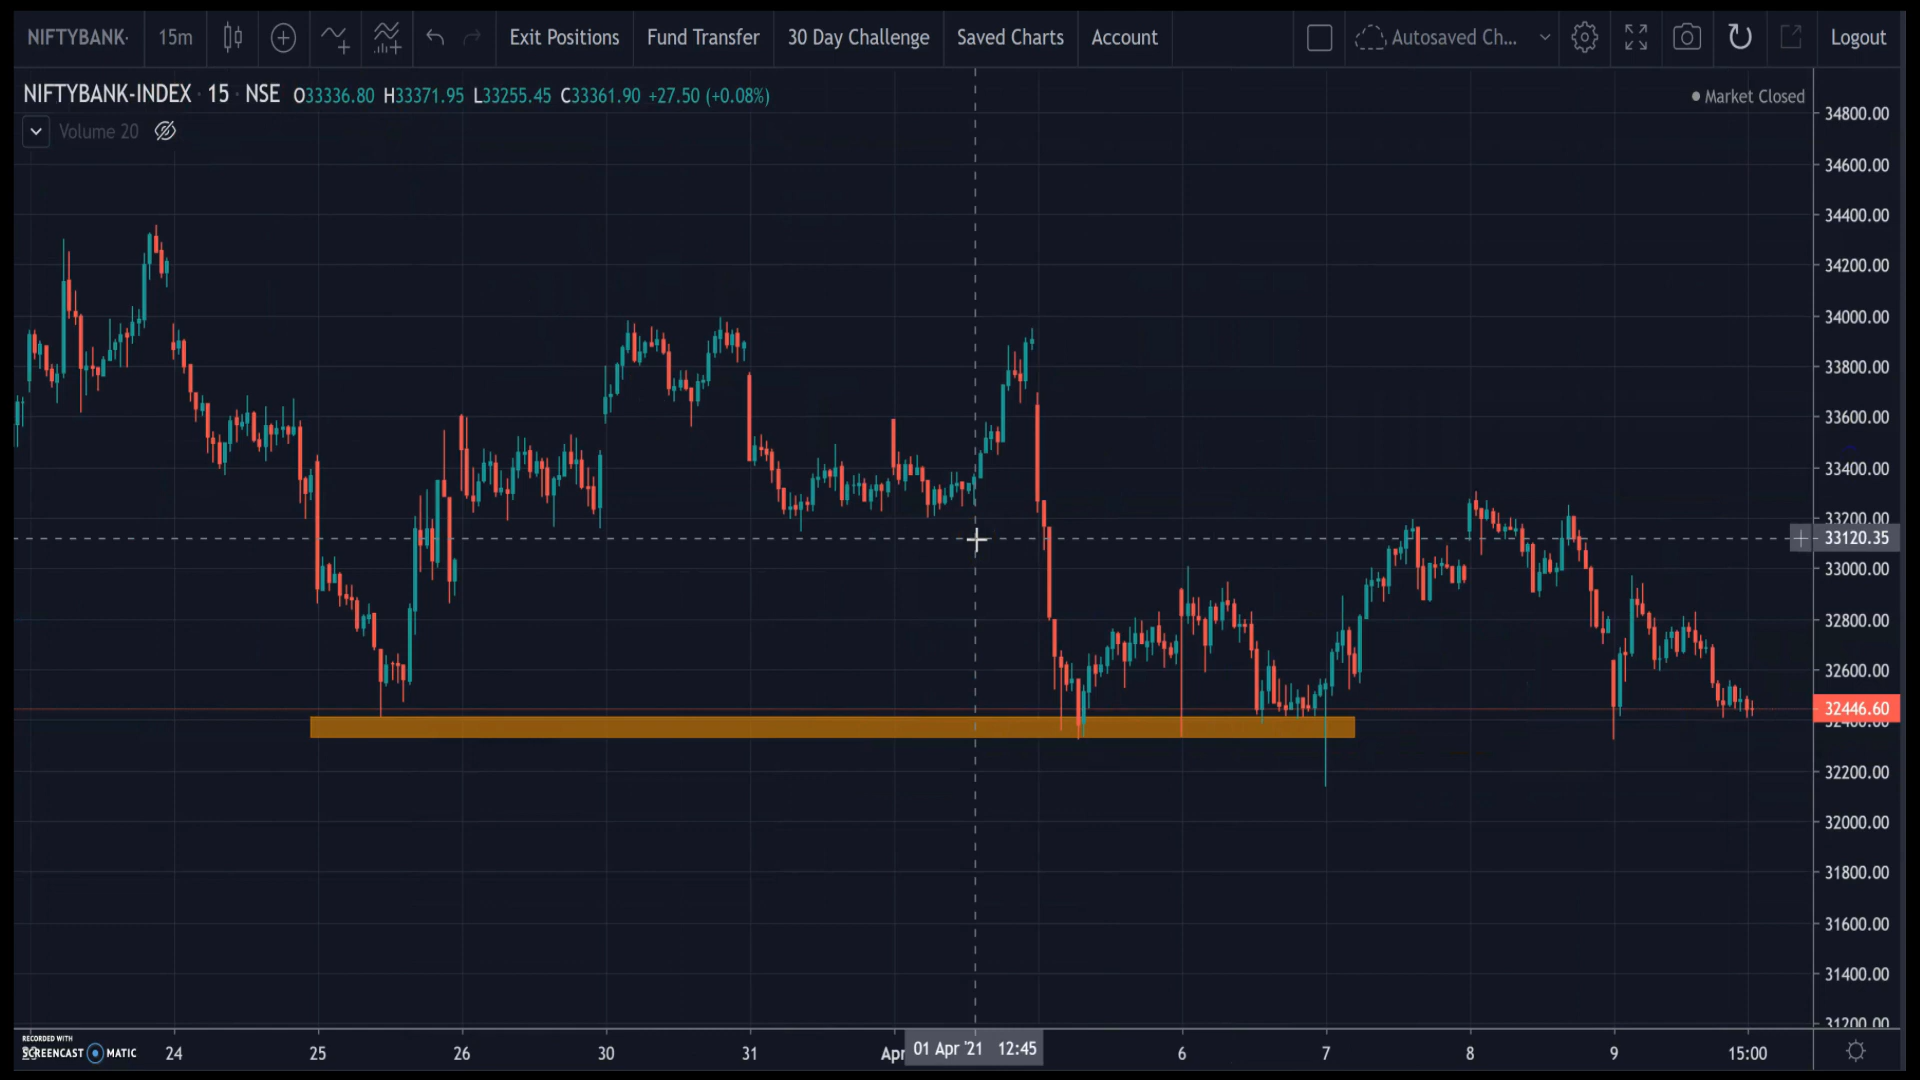 NIFTYBANK-
15m
Exit Positions
Fund Transfer
30 Day Challenge
Saved Charts
Account
Autosaved Ch...
Logout
NIFTYBANK-INDEX · 15 · NSE O33336.80 H33371.95 L33255.45 C33361.90 +27.50 (+0.08%)
Market Closed
Volume 20
34800.00
34600.00
34400.00
34200.00
34000.00
33800.00
33600.00
33400.00
33200.00
33120.35
33000.00
32800.00
32600.00
32446.60
32400.00
32200.00
32000.00
31800.00
31600.00
31400.00
31200.00
23 24 25 26 30 31 Apr 01 Apr '21 12:45 6 7 8 9 15:00
RECORDED WITH
SCREENCAST MATIC